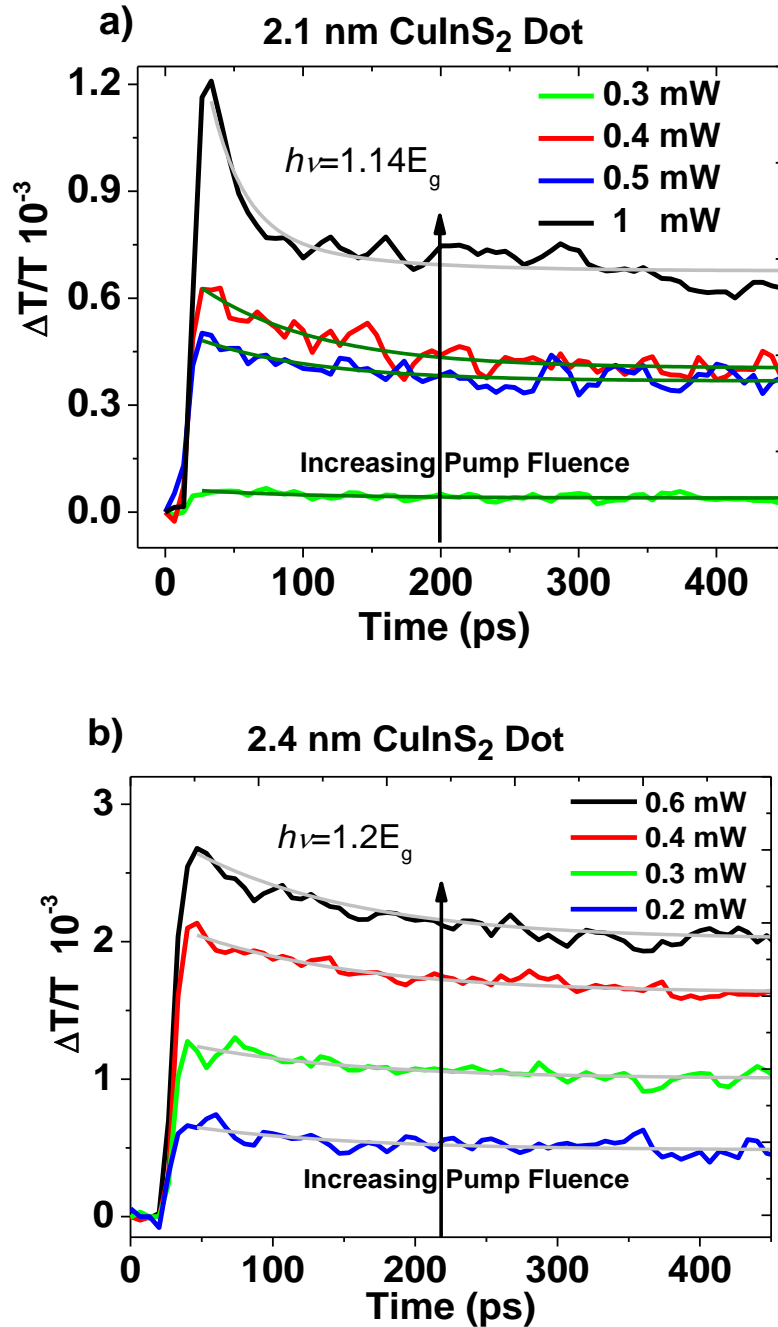 a)
2.1 nm CuInS₂ Dot
ΔT/T 10⁻³
1.2
0.9
0.6
0.3
0.0
0.3 mW
0.4 mW
0.5 mW
1 mW
hν=1.14E_g
Increasing Pump Fluence
0 100 200 300 400
Time (ps)
b)
2.4 nm CuInS₂ Dot
ΔT/T 10⁻³
3
2
1
0
0.6 mW
0.4 mW
0.3 mW
0.2 mW
hν=1.2E_g
Increasing Pump Fluence
0 100 200 300 400
Time (ps)